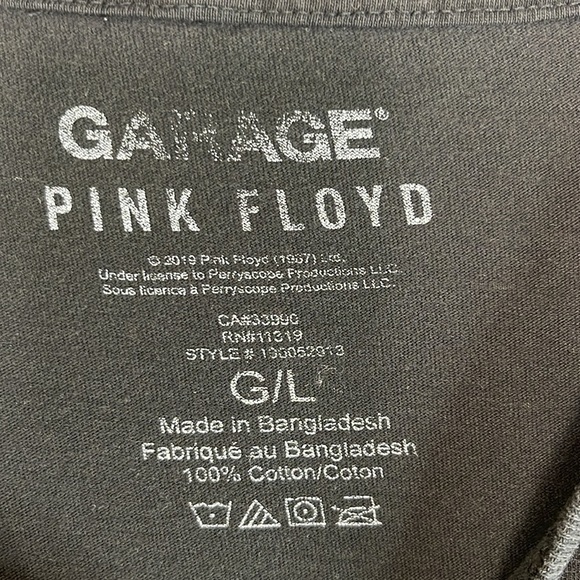 GARAGE®
PINK FLOYD
© 2019 Pink Floyd (1987) Ltd.
Under license to Perryscope Productions LLC.
Sous licence à Perryscope Productions LLC.
CA#33990
RN#11319
STYLE # 100052013
G/L
Made in Bangladesh
Fabriqué au Bangladesh
100% Cotton/Coton